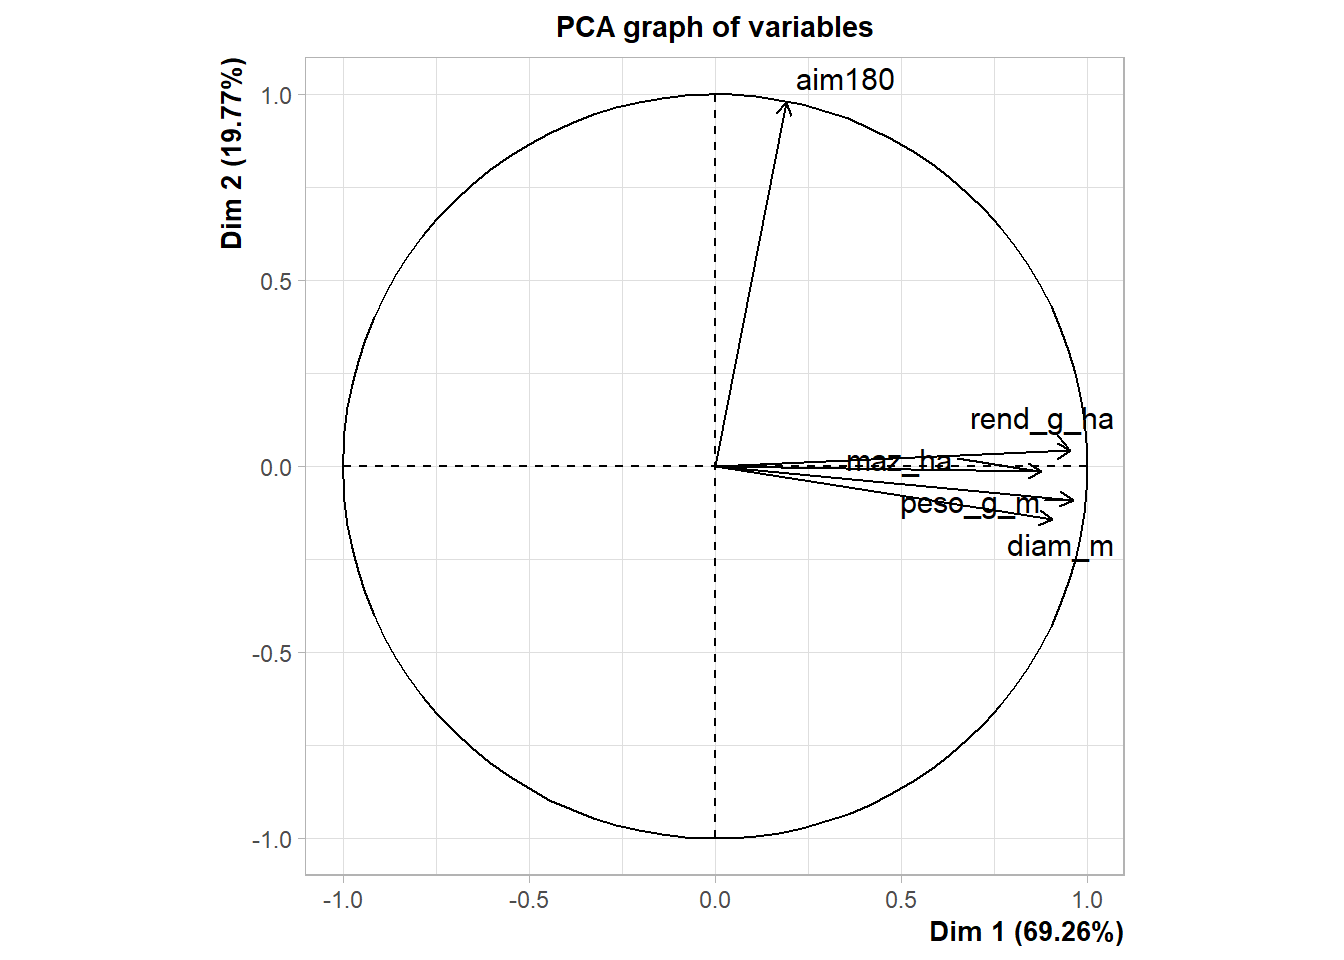 PCA graph of variables
Dim 2 (19.77%)
1.0
0.5
0.0
-0.5
-1.0
aim180
rend_g_ha
maz_ha
peso_g_m
diam_m
-1.0
-0.5
0.0
0.5
1.0
Dim 1 (69.26%)